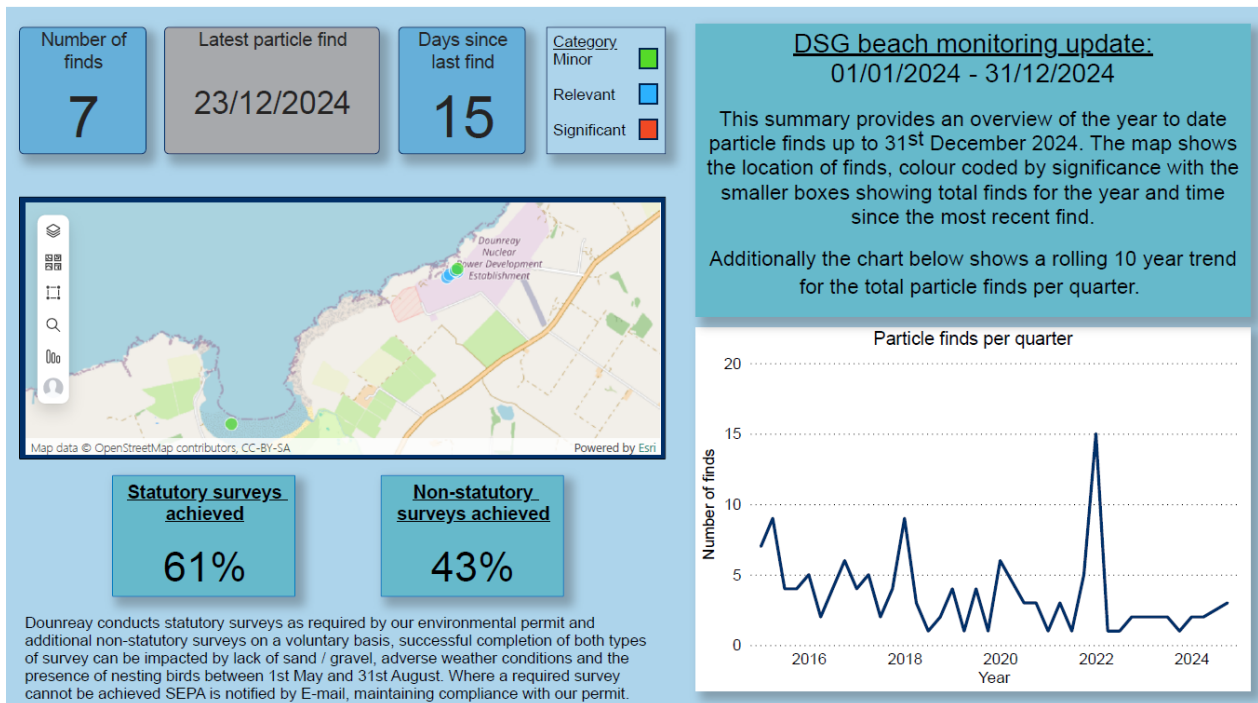 Number of
finds
7
Latest particle find
23/12/2024
Days since
last find
15
Category
Minor
Relevant
Significant
DSG beach monitoring update:
01/01/2024 - 31/12/2024
This summary provides an overview of the year to date
particle finds up to 31st December 2024. The map shows
the location of finds, colour coded by significance with the
smaller boxes showing total finds for the year and time
since the most recent find.
Additionally the chart below shows a rolling 10 year trend
for the total particle finds per quarter.
Dounreay
Nuclear
Power Development
Establishment
Map data © OpenStreetMap contributors, CC-BY-SA
Powered by Esri
Statutory surveys
achieved
61%
Non-statutory
surveys achieved
43%
Dounreay conducts statutory surveys as required by our environmental permit and
additional non-statutory surveys on a voluntary basis, successful completion of both types
of survey can be impacted by lack of sand / gravel, adverse weather conditions and the
presence of nesting birds between 1st May and 31st August. Where a required survey
cannot be achieved SEPA is notified by E-mail, maintaining compliance with our permit.
Particle finds per quarter
Number of finds
20
15
10
5
0
2016
2018
2020
2022
2024
Year